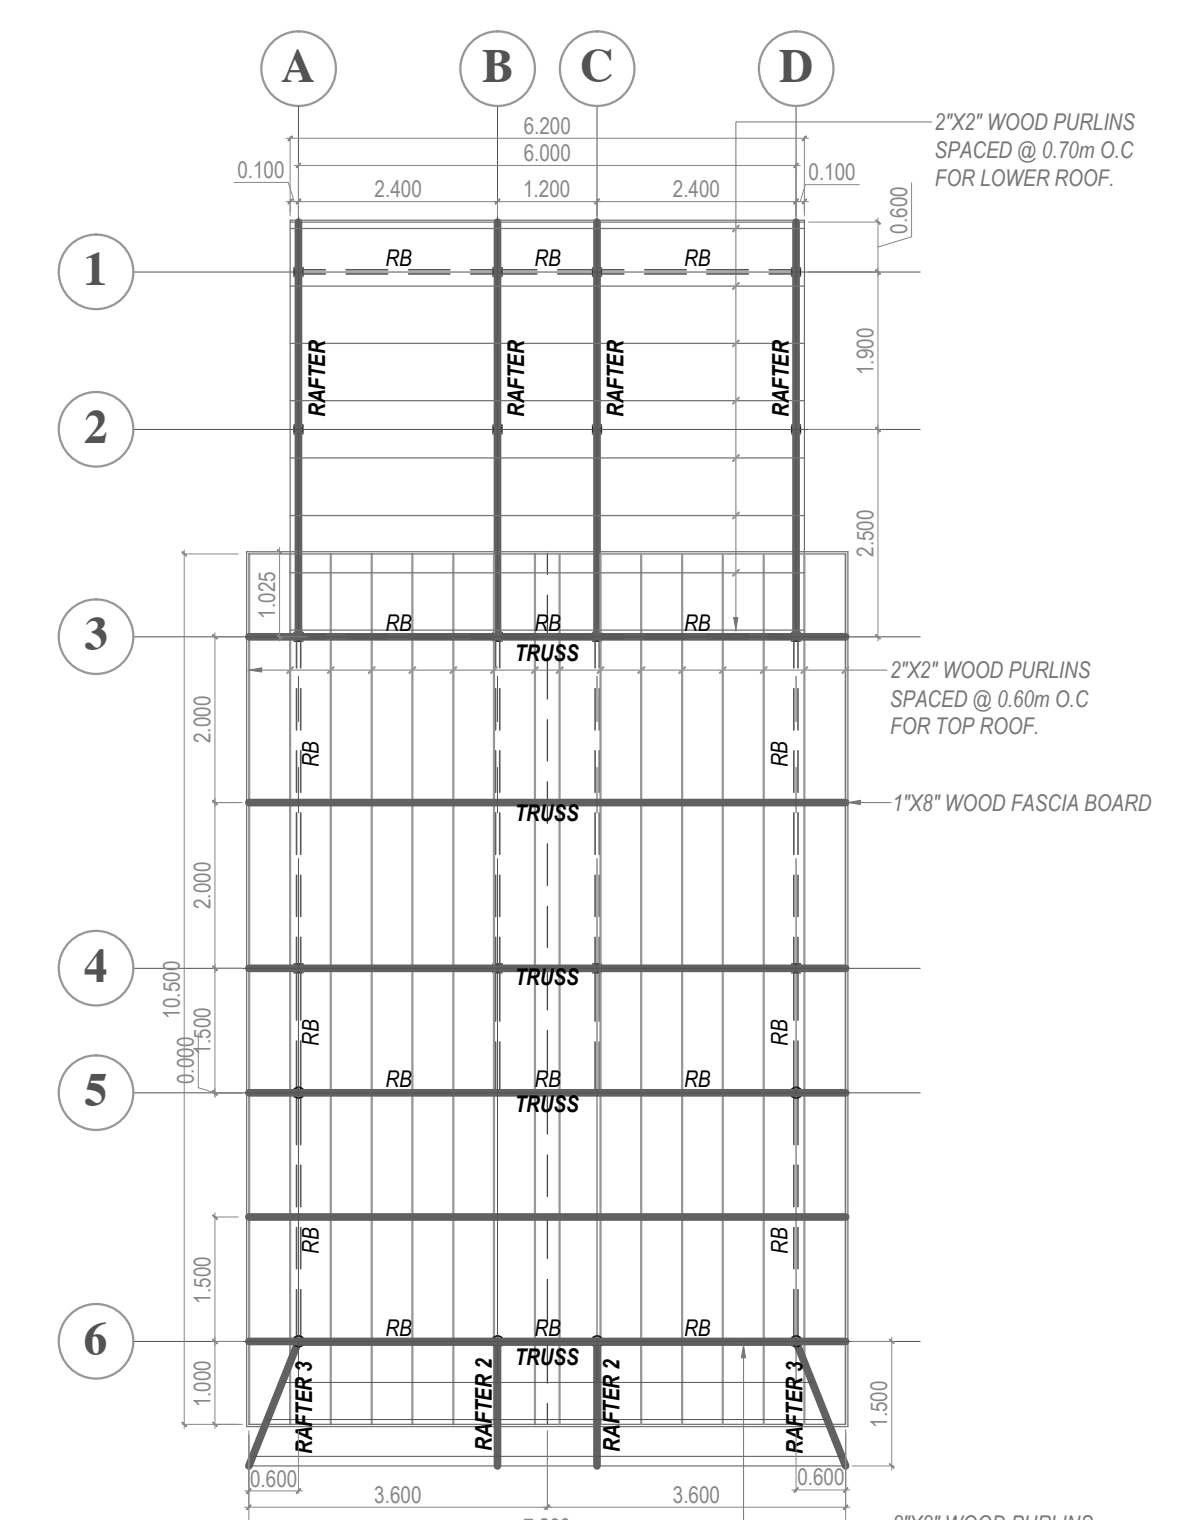 A B C D
2"X2" WOOD PURLINS
SPACED @ 0.70m O.C
FOR LOWER ROOF.
6.200
6.000
0.100
0.100
2.400 1.200 2.400
0.600
1
RB RB RB
1.900
RAFTER RAFTER RAFTER RAFTER
2
2.500
1.025
3
RB RB RB
TRUSS
2"X2" WOOD PURLINS
SPACED @ 0.60m O.C
FOR TOP ROOF.
2.000
RB RB
TRUSS
1"X8" WOOD FASCIA BOARD
2.000
4
TRUSS
10.500
1.500
0.000
RB RB
5
RB RB RB
TRUSS
RB RB
1.500
6
RB RB RB
TRUSS
1.000
RAFTER 3 RAFTER 2 RAFTER 2 RAFTER 3
1.500
0.600
0.600
3.600 3.600
WOOD PURLINS